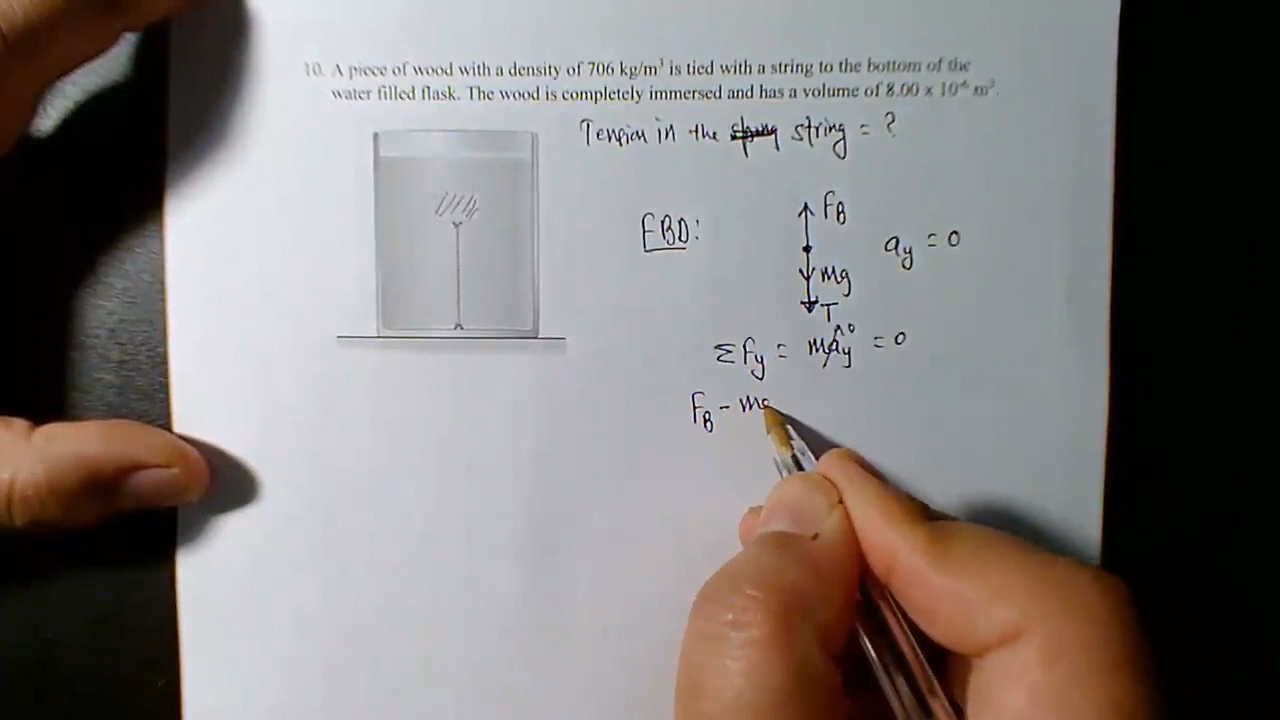 10. A piece of wood with a density of 706 kg/m³ is tied with a string to the bottom of the
water filled flask. The wood is completely immersed and has a volume of 8.00 x 10⁻⁶ m³.
Tension in the string = ?
FBD:
F_B
a_y = 0
mg
T
ΣF_y = ma_y⁰ = 0
F_B - mg